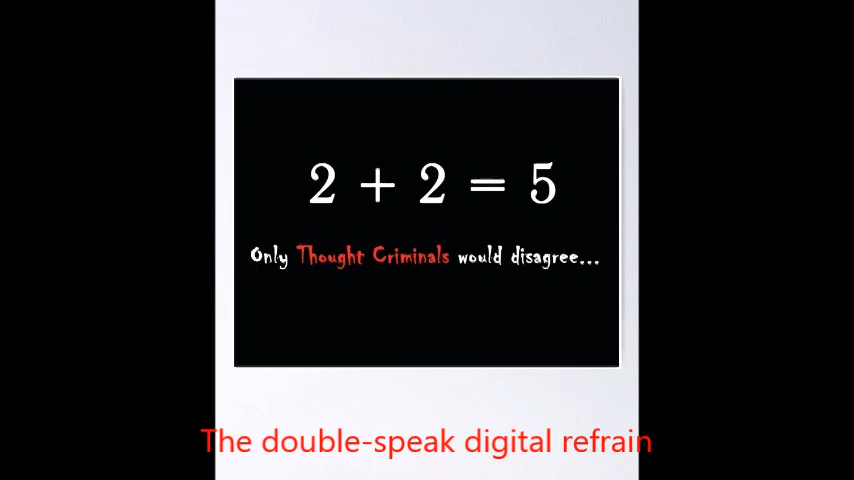 2 + 2 = 5
Only Thought Criminals would disagree...
The double-speak digital refrain